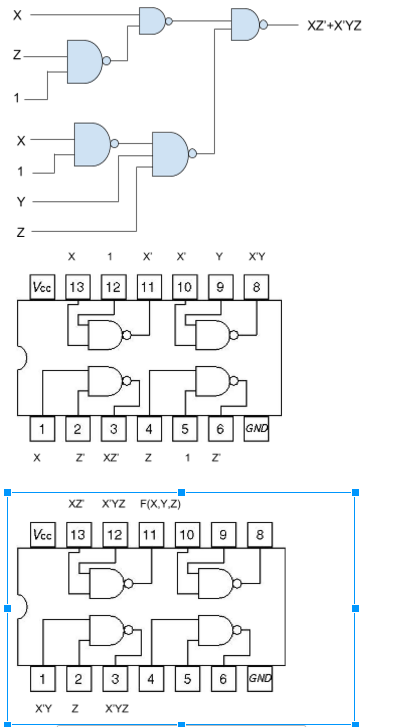 X
XZ'+X'YZ
Z
1
X
1
Y
Z
X 1 X' X' Y X'Y
Vcc 13 12 11 10 9 8
1 2 3 4 5 6 GND
X Z' XZ' Z 1 Z'
XZ' X'YZ F(X,Y,Z)
Vcc 13 12 11 10 9 8
1 2 3 4 5 6 GND
X'Y Z X'YZ